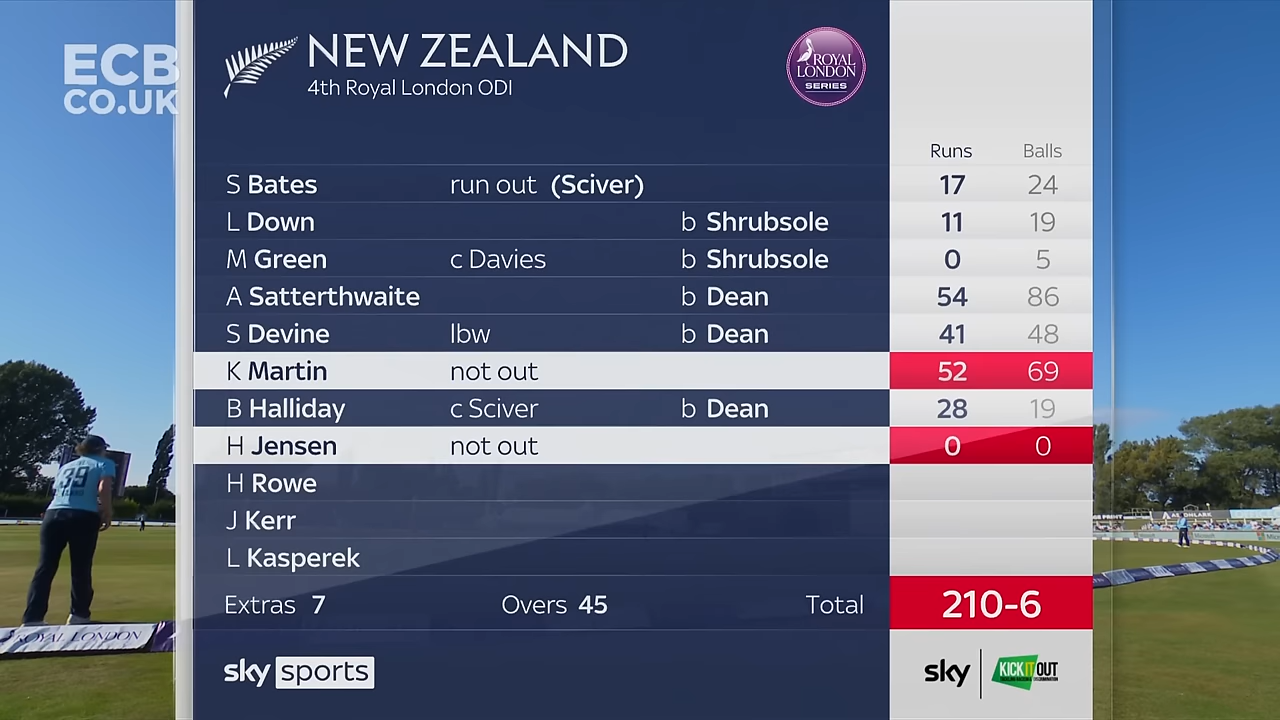 ECB
CO.UK
NEW ZEALAND
4th Royal London ODI
ROYAL
LONDON
SERIES
Runs Balls
S Bates run out (Sciver) 17 24
L Down b Shrubsole 11 19
M Green c Davies b Shrubsole 0 5
A Satterthwaite b Dean 54 86
S Devine lbw b Dean 41 48
K Martin not out 52 69
B Halliday c Sciver b Dean 28 19
H Jensen not out 0 0
H Rowe
J Kerr
L Kasperek
Extras 7 Overs 45 Total 210-6
sky sports
sky KICK IT OUT
39
ROYAL LONDON